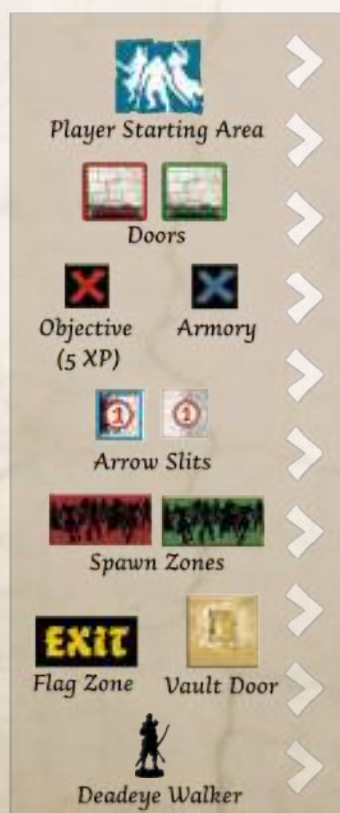 Player Starting Area
Doors
X X
Objective Armory
(5 XP)
1 1
Arrow Slits
Spawn Zones
EXIT
Flag Zone Vault Door
Deadeye Walker